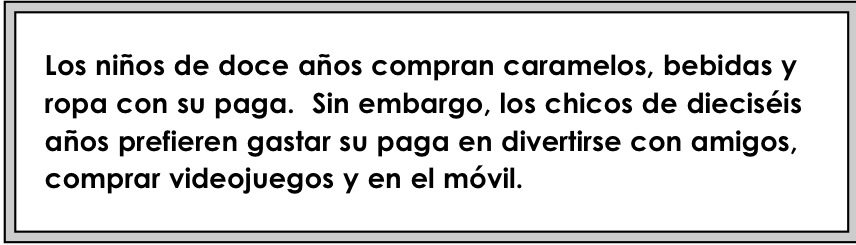 Los niños de doce años compran caramelos, bebidas y
ropa con su paga.  Sin embargo, los chicos de dieciséis
años prefieren gastar su paga en divertirse con amigos,
comprar videojuegos y en el móvil.